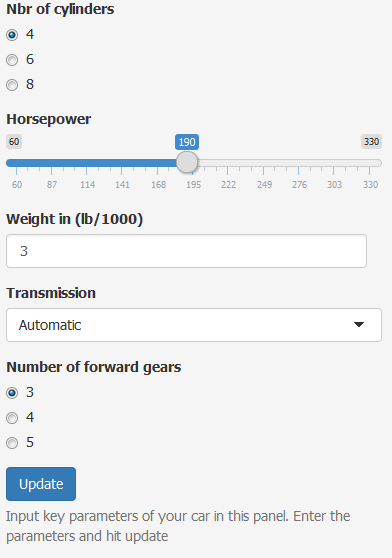 Nbr of cylinders
4
6
8
Horsepower
60 190 330
60 87 114 141 168 195 222 249 276 303 330
Weight in (lb/1000)
3
Transmission
Automatic
Number of forward gears
3
4
5
Update
Input key parameters of your car in this panel. Enter the
parameters and hit update